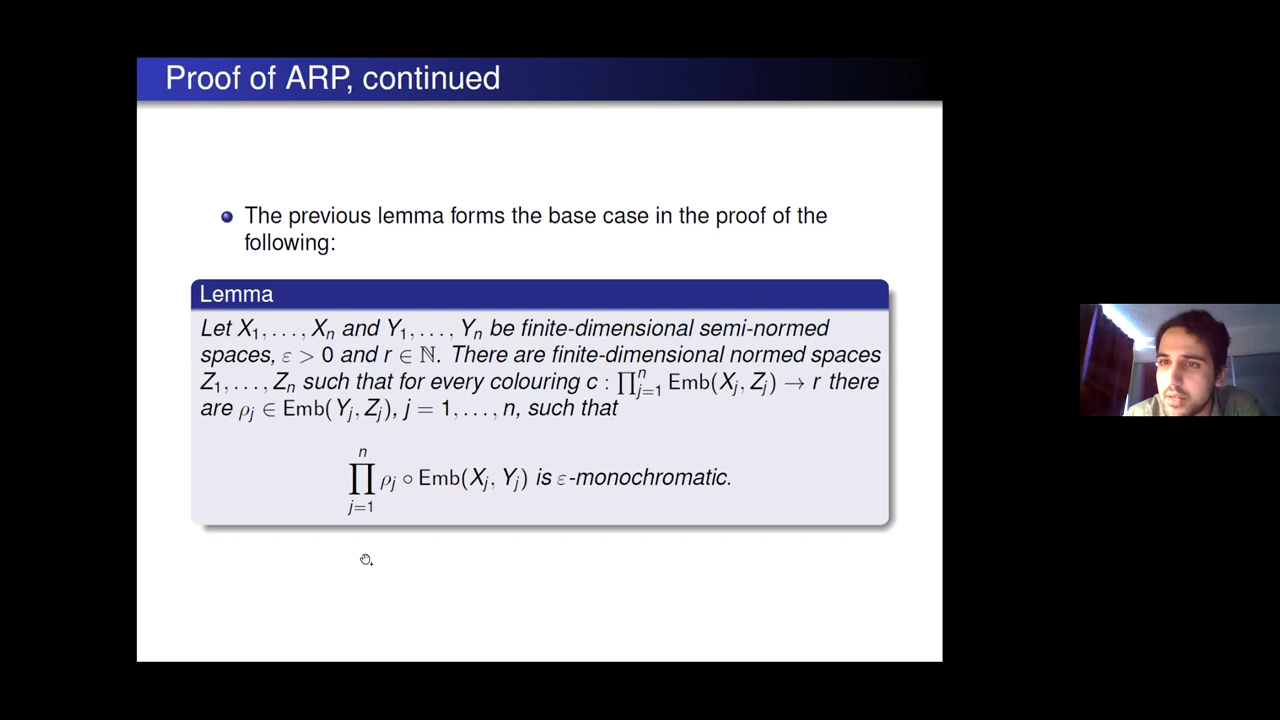 Proof of ARP, continued
The previous lemma forms the base case in the proof of the
following:
Lemma
Let X₁, . . . , Xₙ and Y₁, . . . , Yₙ be finite-dimensional semi-normed
spaces, ε > 0 and r ∈ ℕ. There are finite-dimensional normed spaces
Z₁, . . . , Zₙ such that for every colouring c : ∏ⁿⱼ₌₁ Emb(Xⱼ, Zⱼ) → r there
are ρⱼ ∈ Emb(Yⱼ, Zⱼ), j = 1, . . . , n, such that
∏ⁿⱼ₌₁ ρⱼ ∘ Emb(Xⱼ, Yⱼ) is ε-monochromatic.